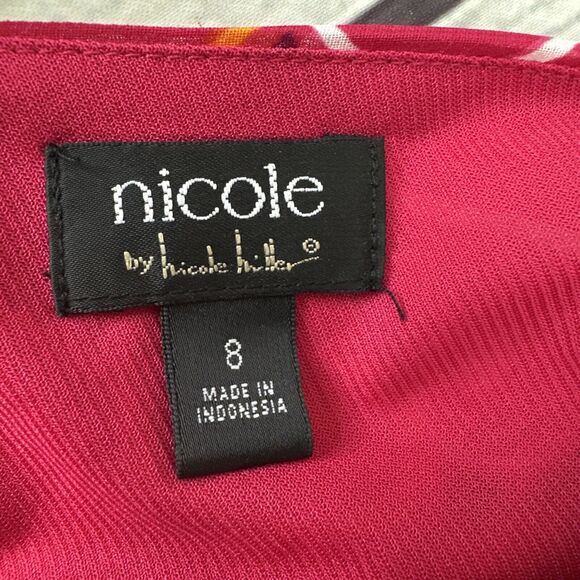 nicole
by nicole miller®
8
MADE IN
INDONESIA